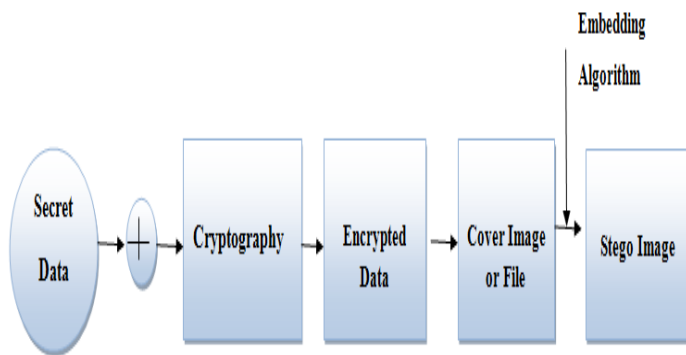 Embedding
Algorithm
Secret
Data
+
Cryptography
Encrypted
Data
Cover Image
or File
Stego Image